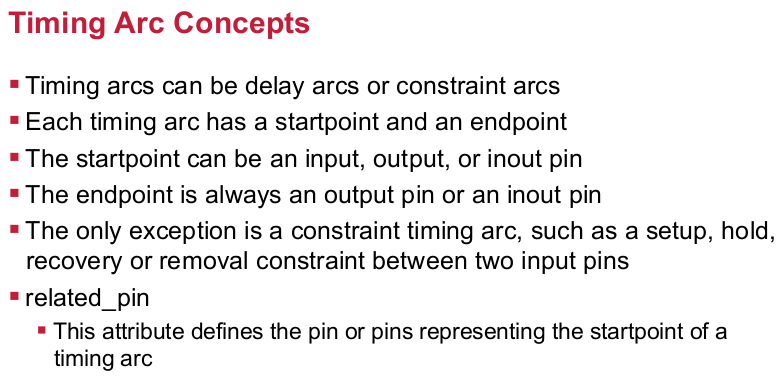 Timing Arc Concepts
▪ Timing arcs can be delay arcs or constraint arcs
▪ Each timing arc has a startpoint and an endpoint
▪ The startpoint can be an input, output, or inout pin
▪ The endpoint is always an output pin or an inout pin
▪ The only exception is a constraint timing arc, such as a setup, hold,
recovery or removal constraint between two input pins
▪ related_pin
▪ This attribute defines the pin or pins representing the startpoint of a
timing arc